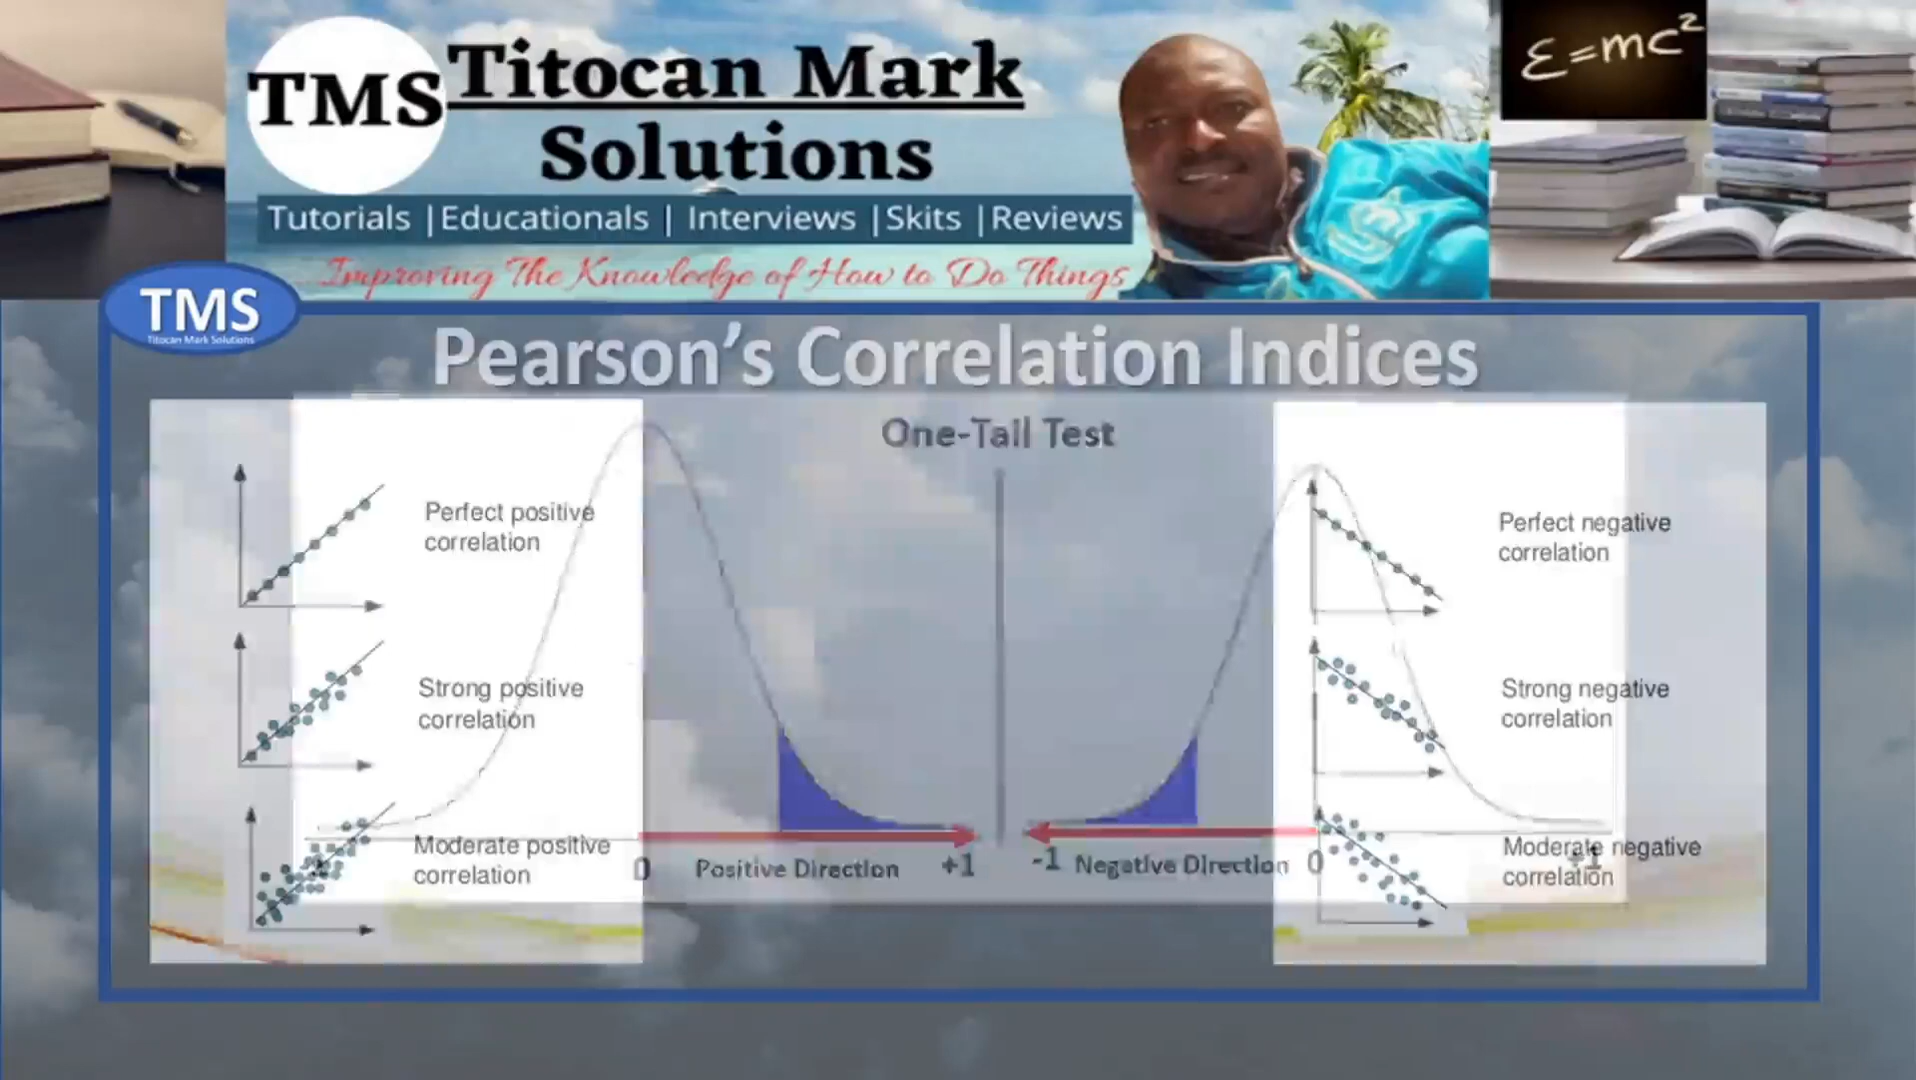 TMS
Titocan Mark
Solutions
Tutorials |Educationals | Interviews |Skits |Reviews
Improving The Knowledge of How to Do Things
ε=mc²
TMS
Titocan Mark Solutions
Pearson's Correlation Indices
One-Tail Test
Perfect positive
correlation
Strong positive
correlation
Moderate positive
correlation
0
Positive Direction
+1
-1
Negative Direction
0
Perfect negative
correlation
Strong negative
correlation
Moderate negative
correlation
+1